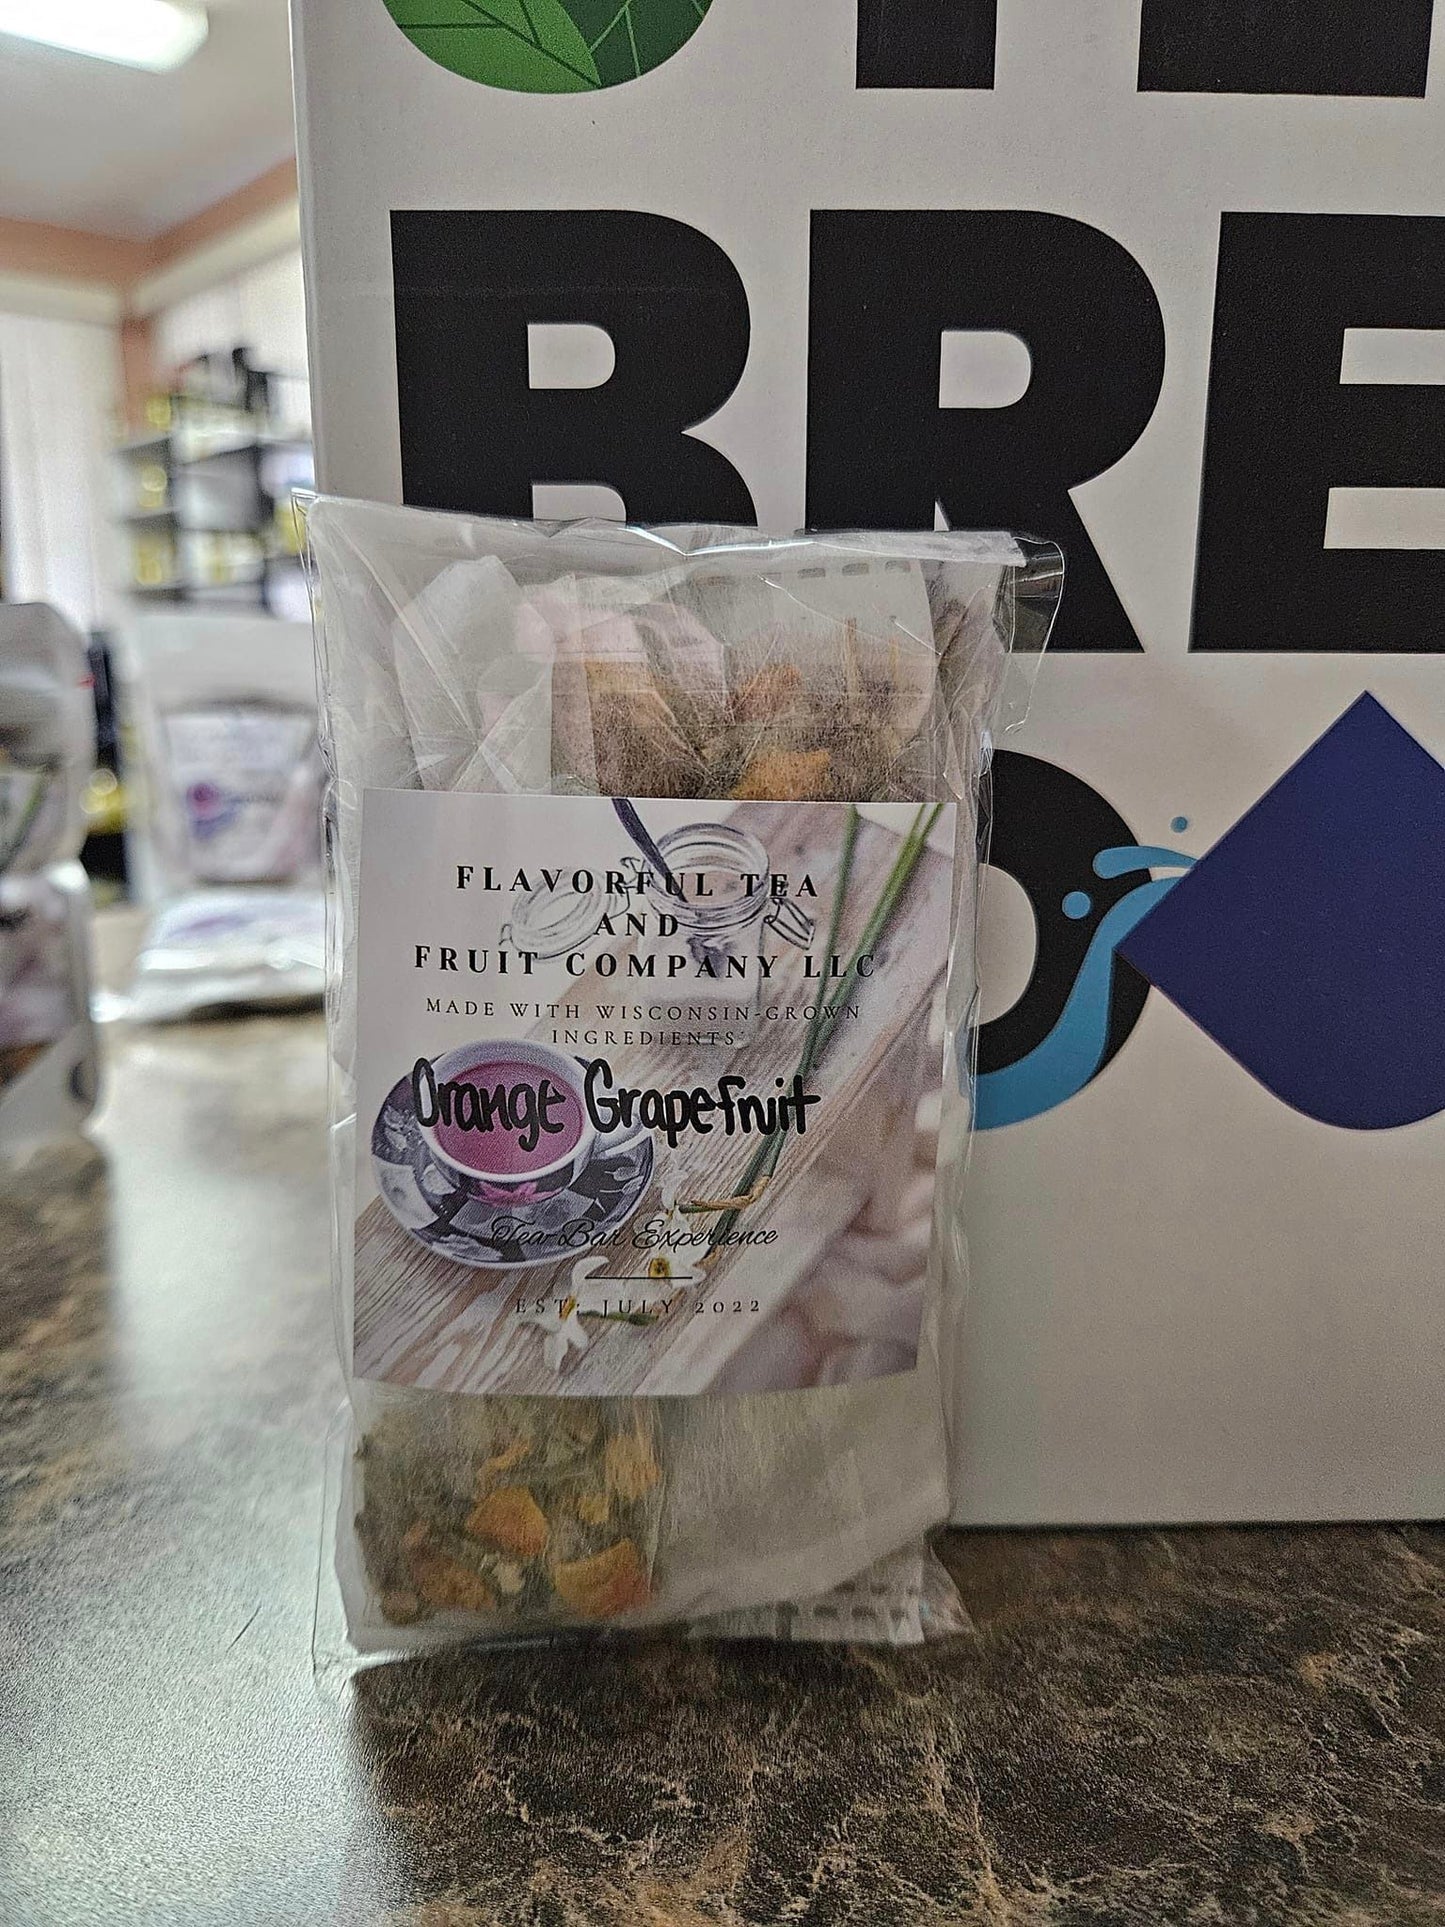 BRE
FLAVORFUL TEA
AND
FRUIT COMPANY LLC
MADE WITH WISCONSIN-GROWN
INGREDIENTS
Orange Grapefruit
Tea Bar Experience
EST: JULY 2022